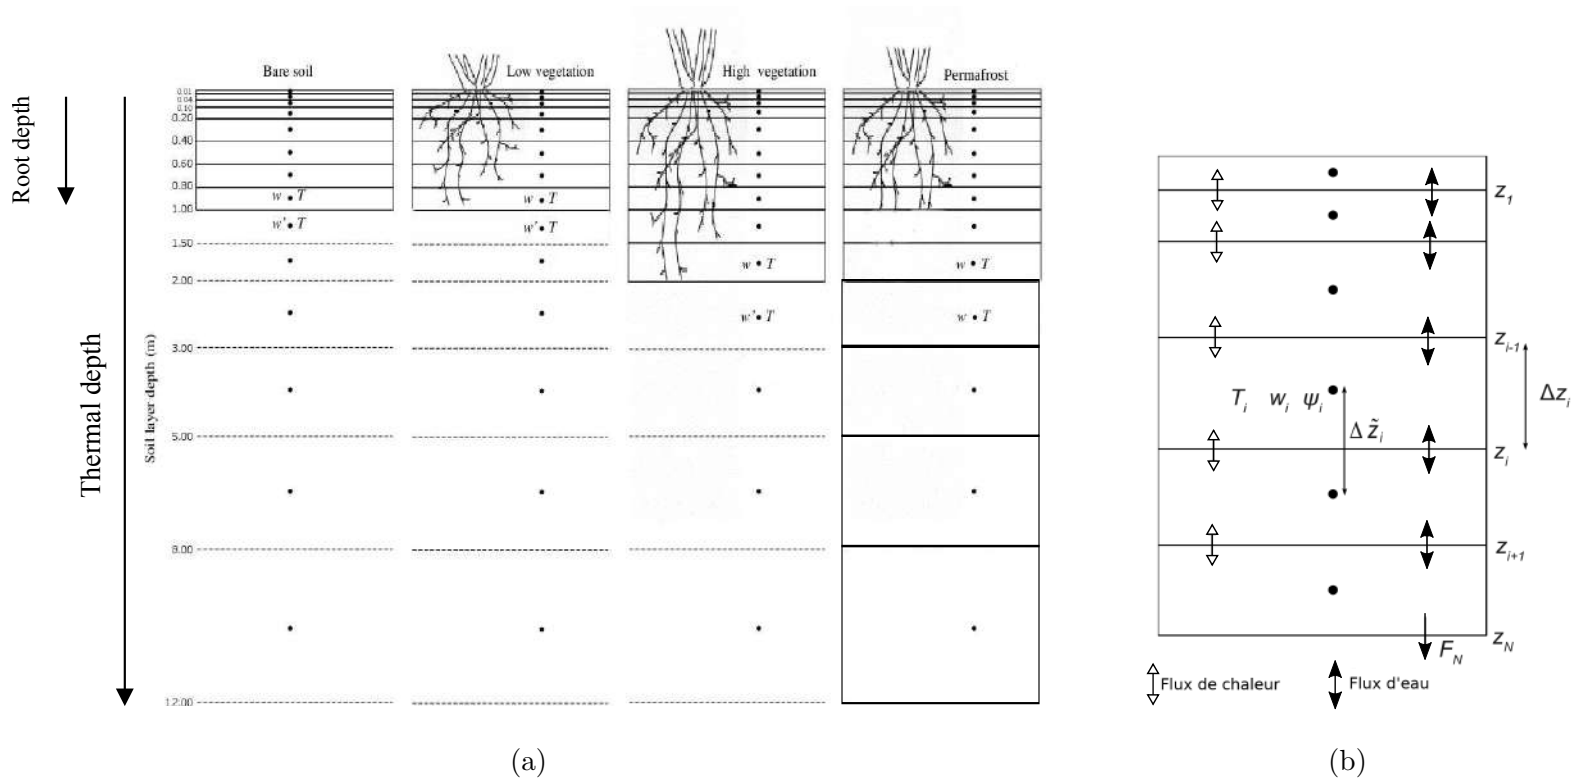 Root depth
Thermal depth
Soil layer depth (m)
Bare soil
Low vegetation
High vegetation
Permafrost
0.01
0.04
0.10
0.20
0.40
0.60
0.80
1.00
1.50
2.00
3.00
5.00
8.00
12.00
w • T
w' • T
w • T
w' • T
w • T
w' • T
w • T
w • T
(a)
z1
zi-1
Ti wi ψi
Δz̃i
Δzi
zi
zi+1
zN
FN
Flux de chaleur
Flux d'eau
(b)